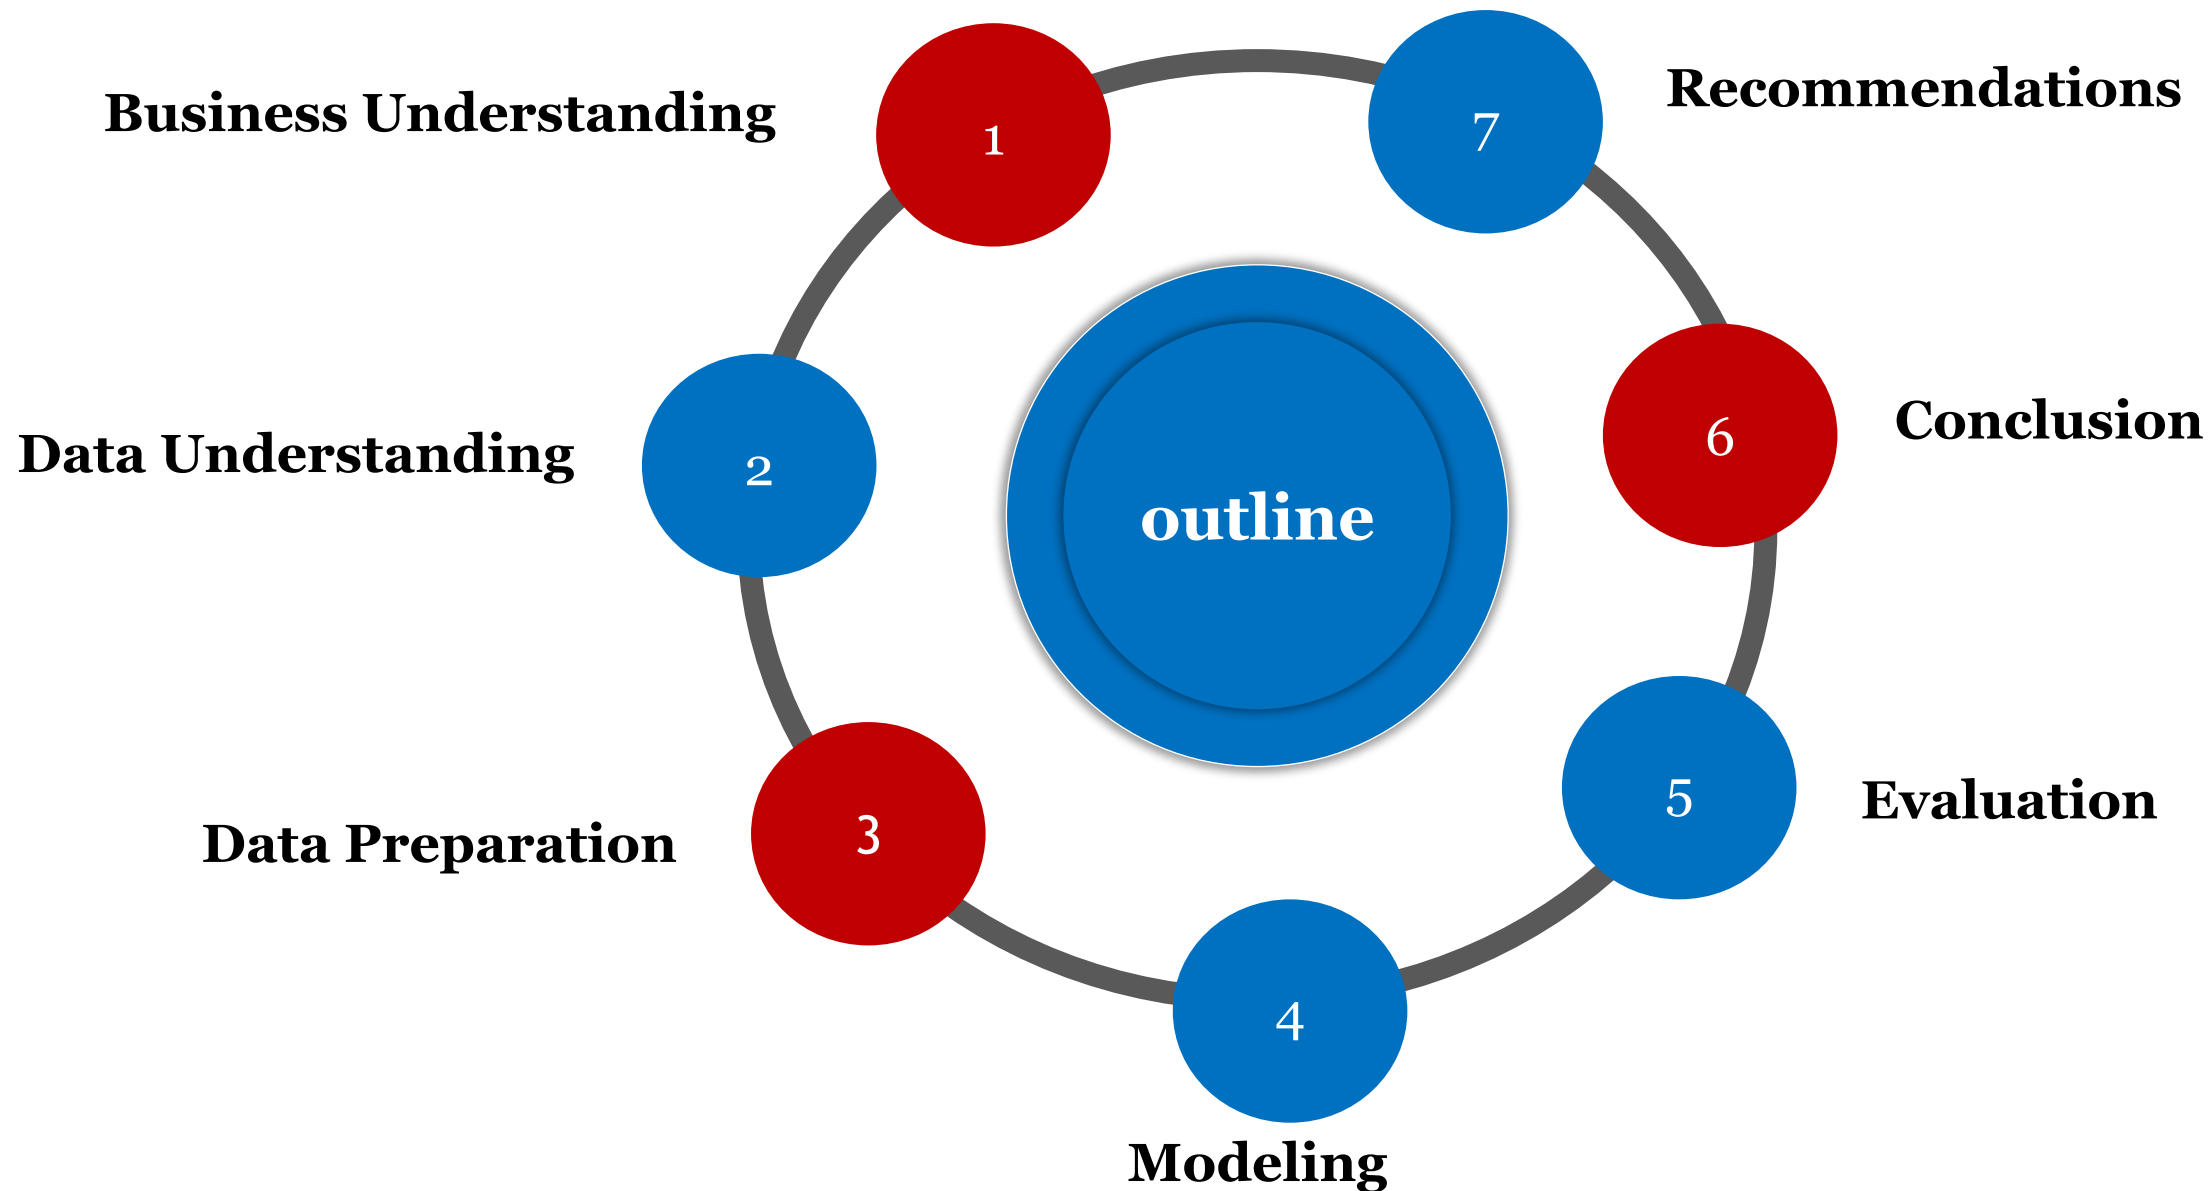 Business Understanding
1
Data Understanding
2
Data Preparation
3
Modeling
4
Evaluation
5
Conclusion
6
Recommendations
7
outline